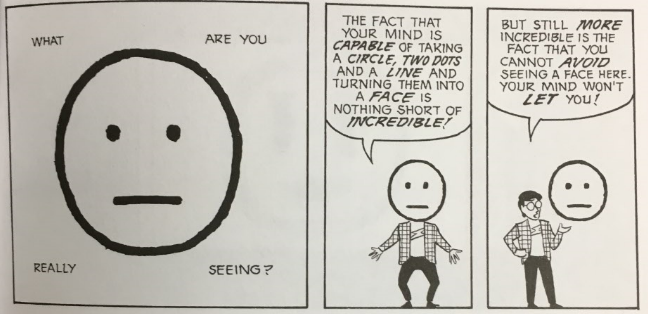 WHAT ARE YOU
REALLY SEEING?
THE FACT THAT
YOUR MIND IS
CAPABLE OF TAKING
A CIRCLE, TWO DOTS
AND A LINE AND
TURNING THEM INTO
A FACE IS
NOTHING SHORT OF
INCREDIBLE!
BUT STILL MORE
INCREDIBLE IS THE
FACT THAT YOU
CANNOT AVOID
SEEING A FACE HERE.
YOUR MIND WON'T
LET YOU!